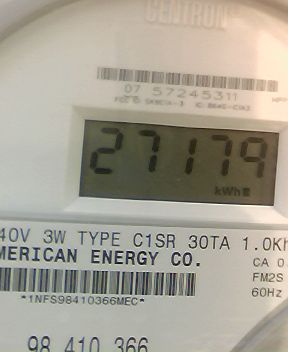 CENTRON
07 57245311
27179
kWh
40V 3W TYPE C1SR 30TA 1.0Kh
MERICAN ENERGY CO.
CA 0.
FM2S
60Hz
*1NFS98410366MEC*
98 410 366